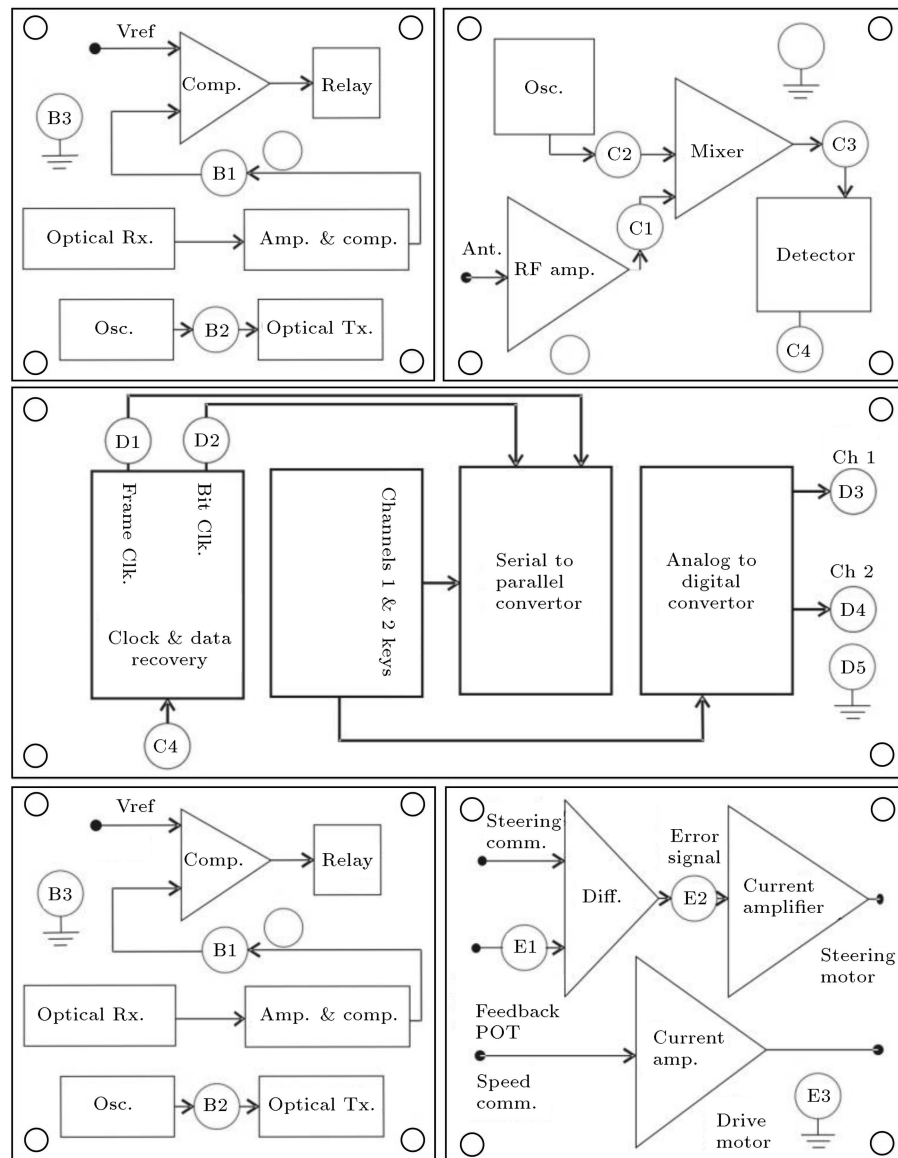 Vref
Comp.
Relay
B3
B1
Optical Rx.
Amp. & comp.
Osc.
B2
Optical Tx.
Osc.
C2
Mixer
C3
C1
Ant.
RF amp.
Detector
C4
D1
D2
Frame Clk.
Bit Clk.
Clock & data
recovery
C4
Channels 1 & 2 keys
Serial to
parallel
convertor
Analog to
digital
convertor
Ch 1
D3
Ch 2
D4
D5
Vref
Comp.
Relay
B3
B1
Optical Rx.
Amp. & comp.
Osc.
B2
Optical Tx.
Steering
comm.
Diff.
E1
Error
signal
E2
Current
amplifier
Steering
motor
Feedback
POT
Speed
comm.
Current
amp.
E3
Drive
motor